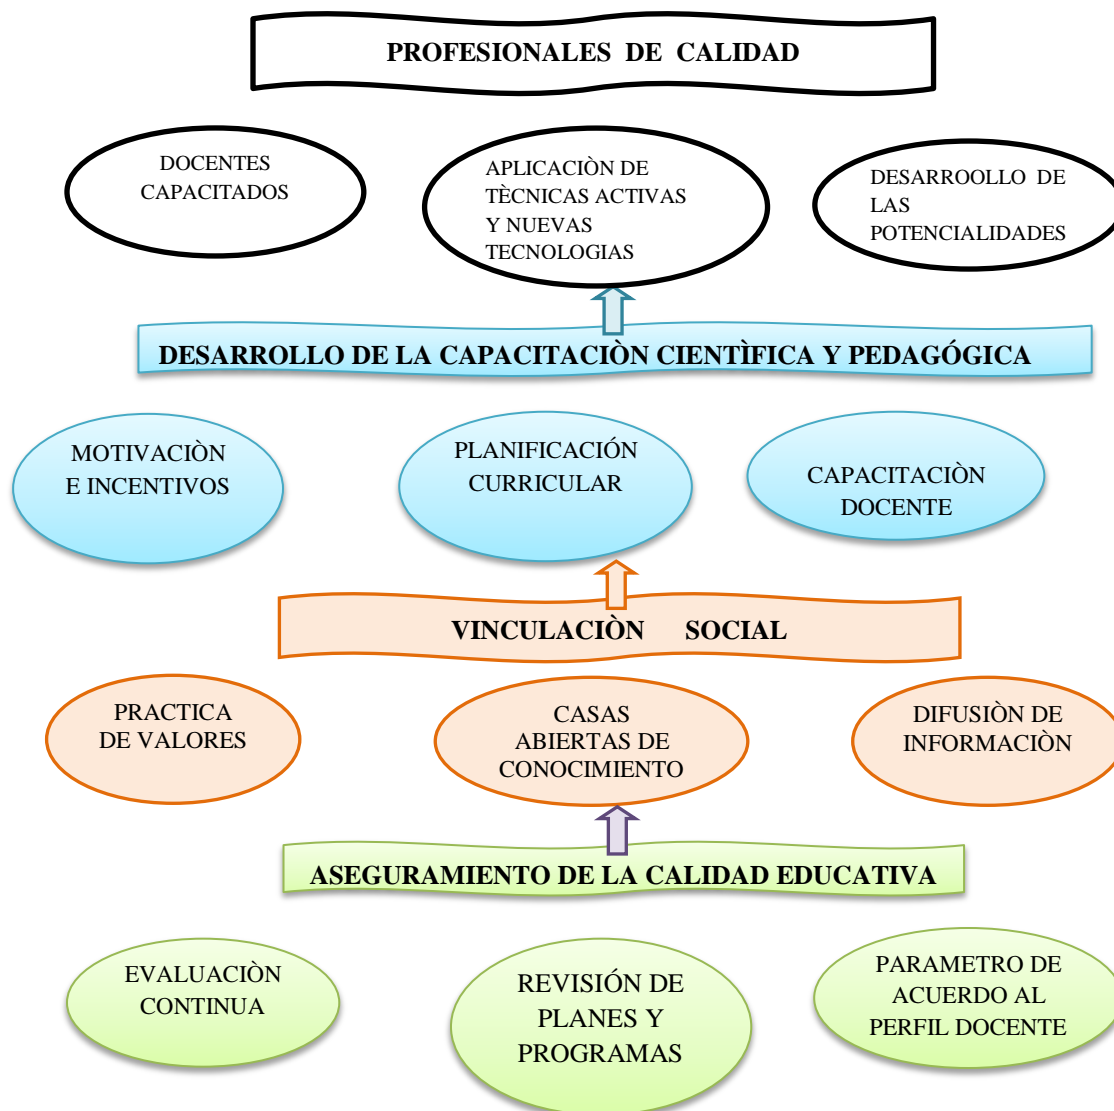 PROFESIONALES DE CALIDAD
DOCENTES
CAPACITADOS
APLICACIÒN DE
TÈCNICAS ACTIVAS
Y NUEVAS
TECNOLOGIAS
DESARROOLLO DE
LAS
POTENCIALIDADES
DESARROLLO DE LA CAPACITACIÒN CIENTÌFICA Y PEDAGÓGICA
MOTIVACIÒN
E INCENTIVOS
PLANIFICACIÓN
CURRICULAR
CAPACITACIÒN
DOCENTE
VINCULACIÒN SOCIAL
PRACTICA
DE VALORES
CASAS
ABIERTAS DE
CONOCIMIENTO
DIFUSIÒN DE
INFORMACIÒN
ASEGURAMIENTO DE LA CALIDAD EDUCATIVA
EVALUACIÒN
CONTINUA
REVISIÓN DE
PLANES Y
PROGRAMAS
PARAMETRO DE
ACUERDO AL
PERFIL DOCENTE